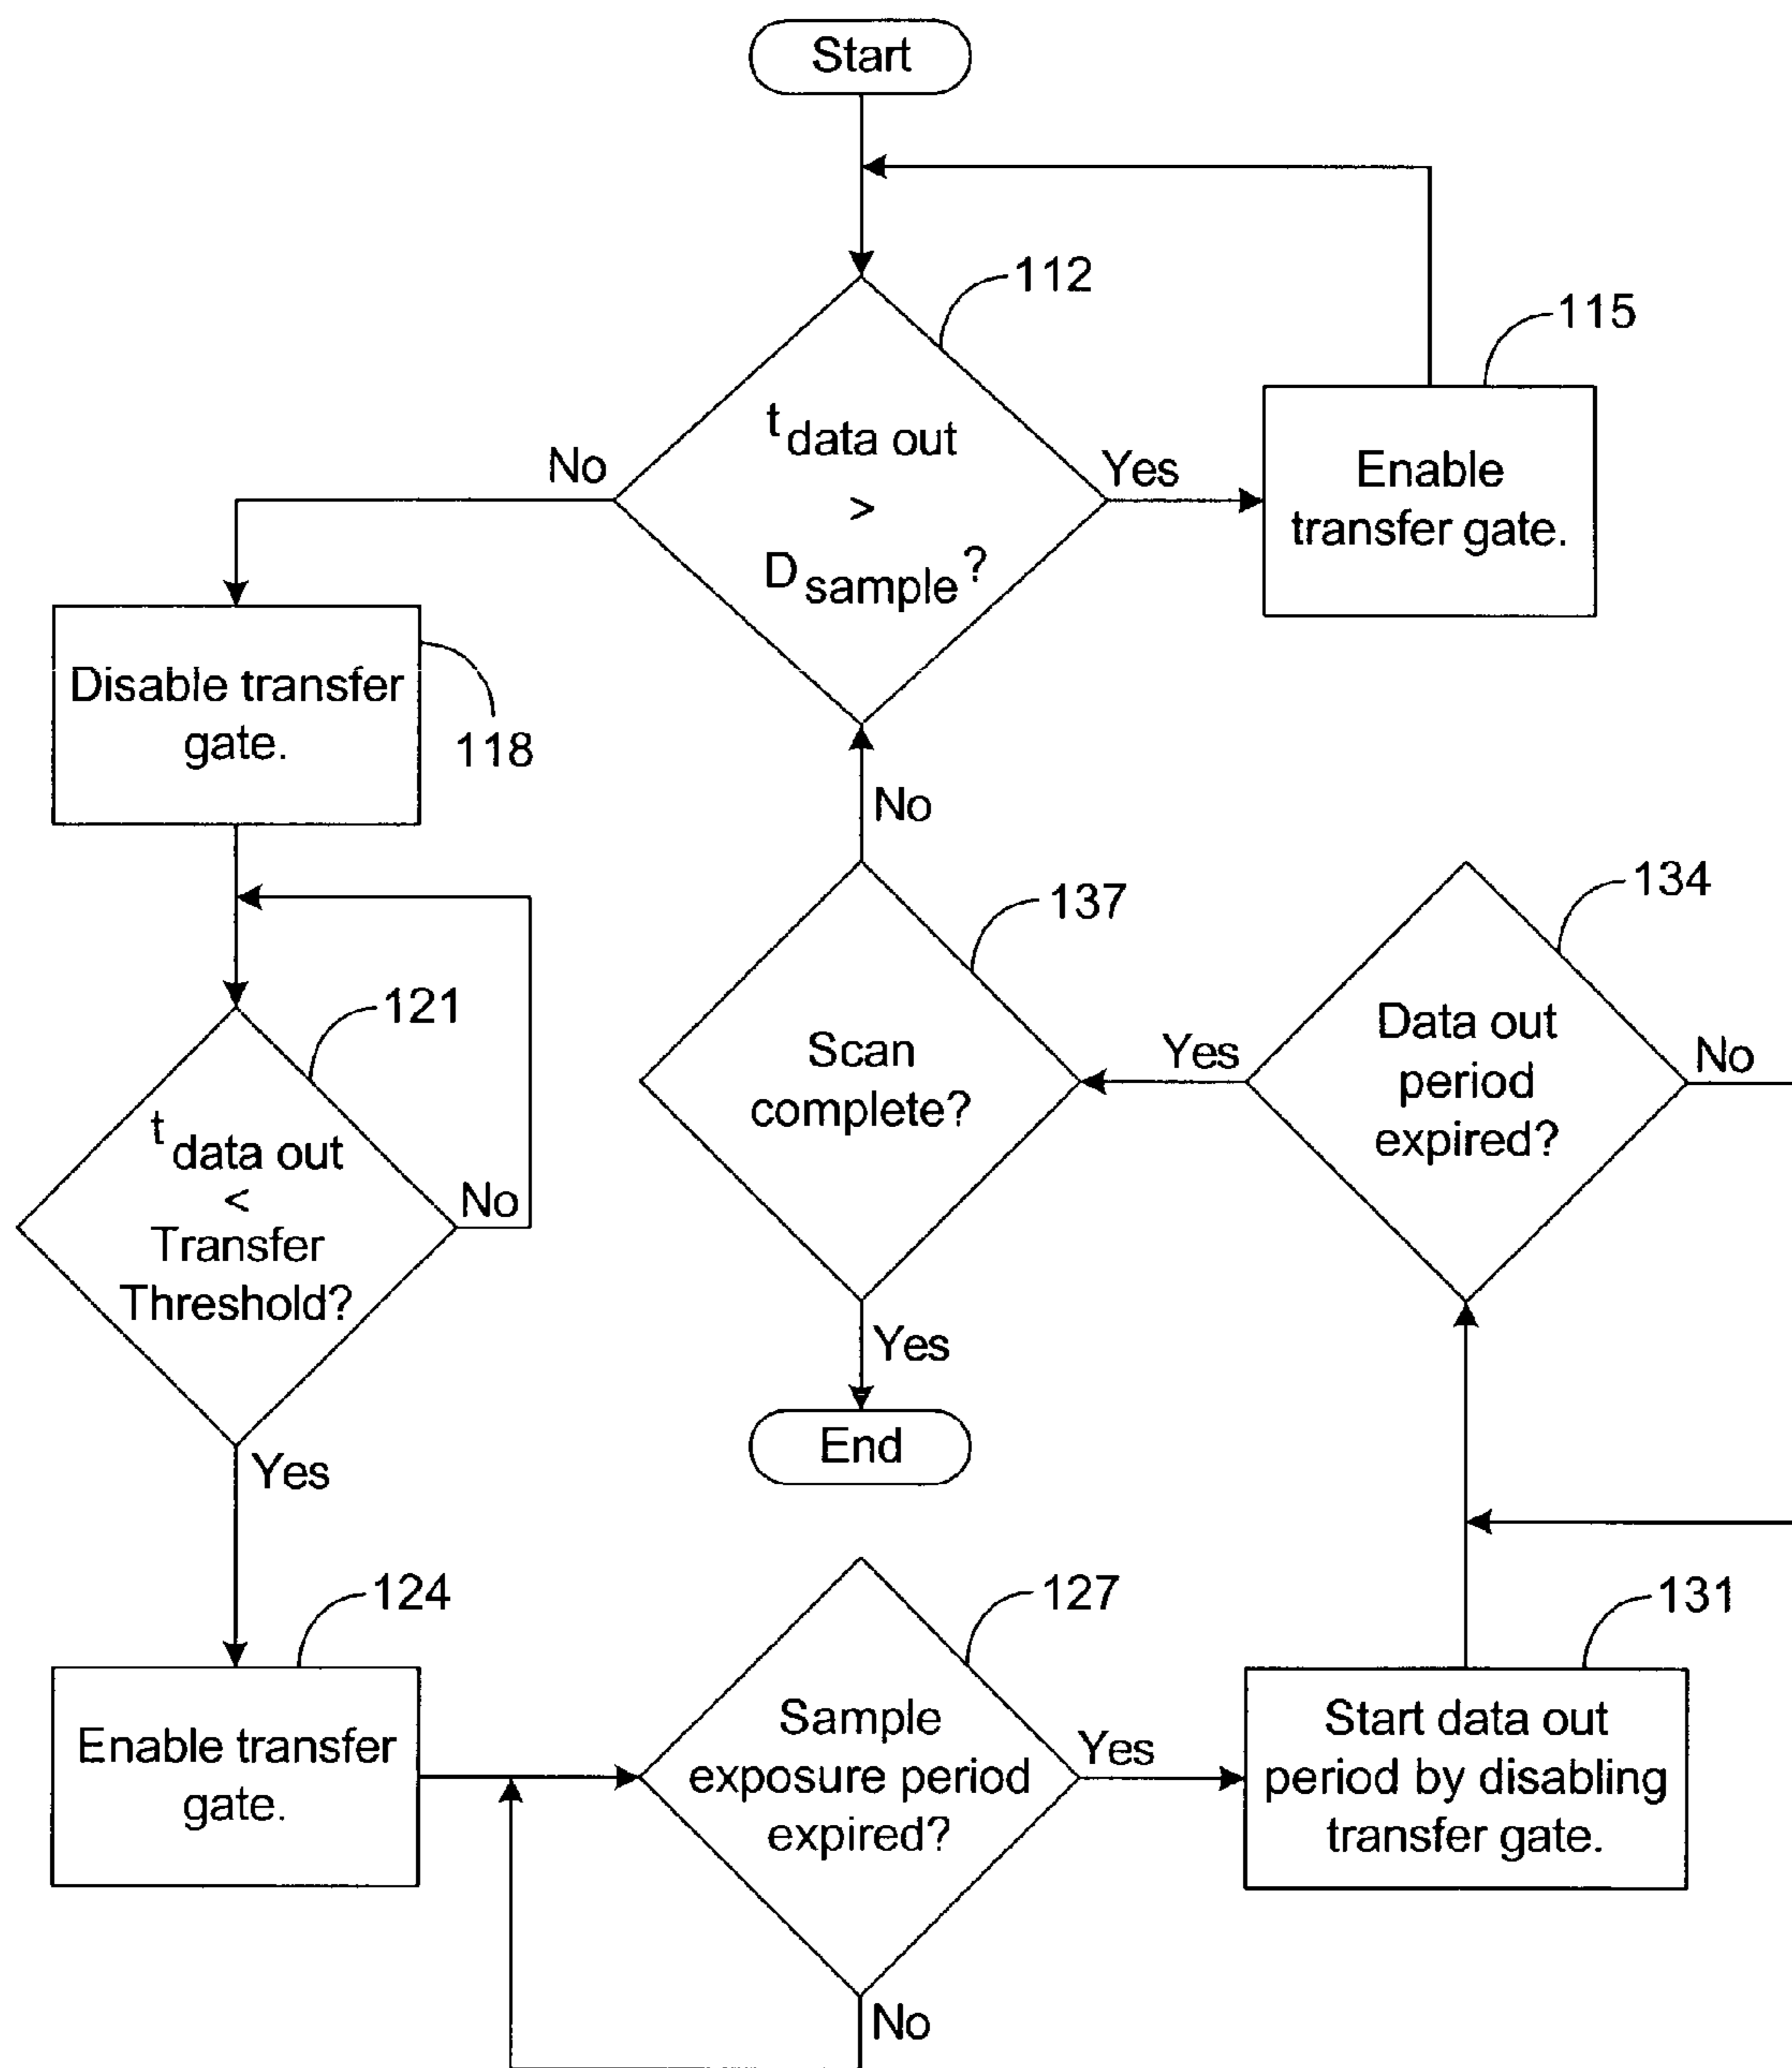 Start
112
115
t data out
>
D sample ?
No
Yes
Enable
transfer gate.
Disable transfer
gate.
118
No
137
134
121
Scan
complete?
Yes
Data out
period
expired?
No
t data out
<
Transfer
Threshold?
No
Yes
End
Yes
124
127
131
Enable transfer
gate.
Sample
exposure period
expired?
Yes
Start data out
period by disabling
transfer gate.
No